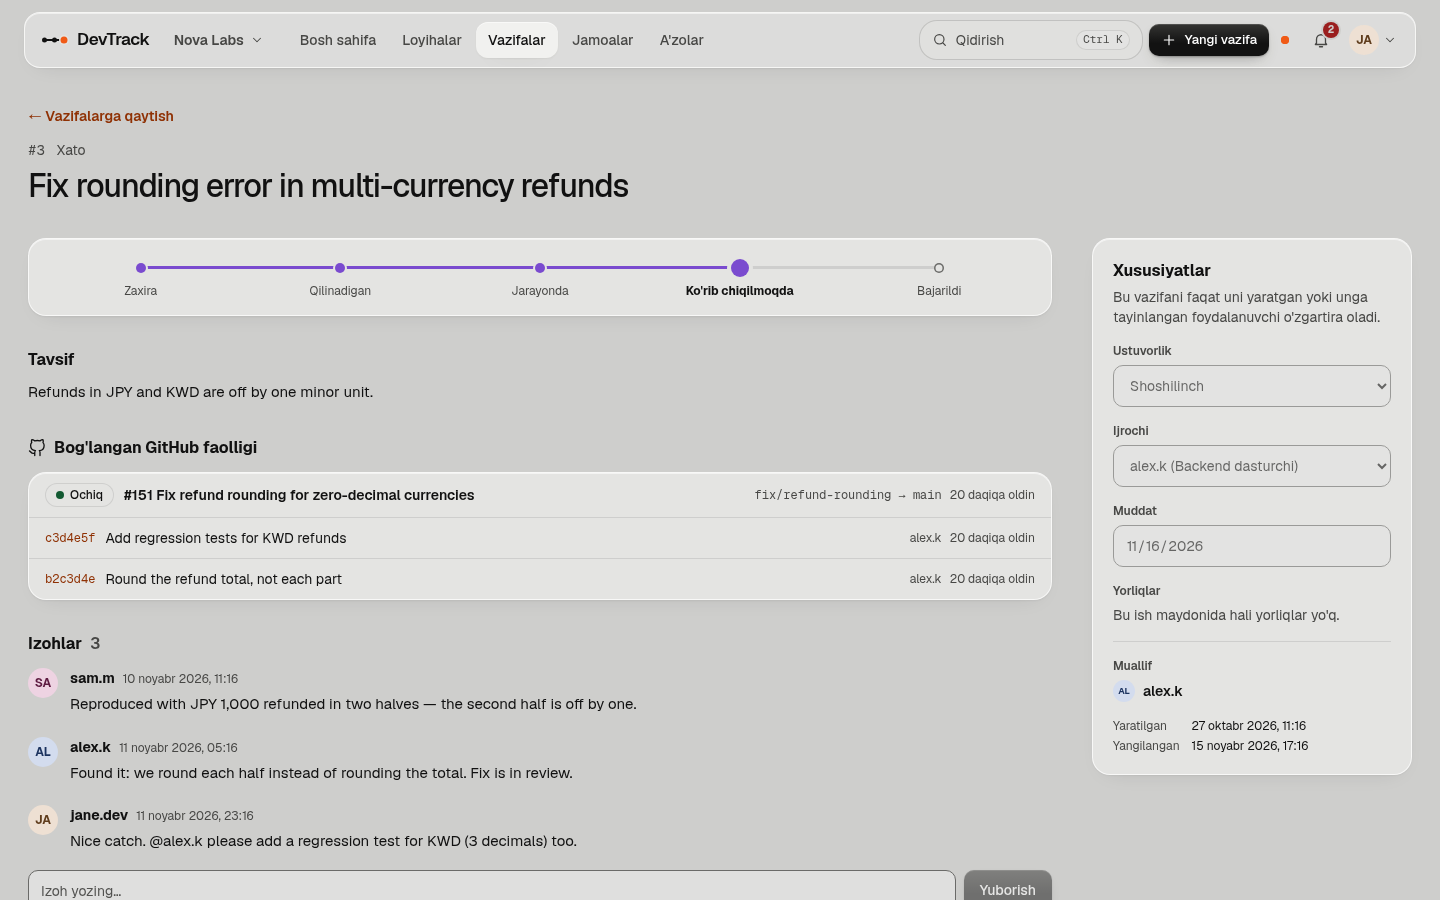 DevTrack
Nova Labs
Bosh sahifa
Loyihalar
Vazifalar
Jamoalar
A'zolar
Qidirish
Ctrl K
Yangi vazifa
2
JA
← Vazifalarga qaytish
#3 Xato
Fix rounding error in multi-currency refunds
Zaxira
Qilinadigan
Jarayonda
Ko'rib chiqilmoqda
Bajarildi
Tavsif
Refunds in JPY and KWD are off by one minor unit.
Bog'langan GitHub faolligi
Ochiq #151 Fix refund rounding for zero-decimal currencies fix/refund-rounding → main 20 daqiqa oldin
c3d4e5f Add regression tests for KWD refunds alex.k 20 daqiqa oldin
b2c3d4e Round the refund total, not each part alex.k 20 daqiqa oldin
Izohlar 3
SA sam.m 10 noyabr 2026, 11:16
Reproduced with JPY 1,000 refunded in two halves — the second half is off by one.
AL alex.k 11 noyabr 2026, 05:16
Found it: we round each half instead of rounding the total. Fix is in review.
JA jane.dev 11 noyabr 2026, 23:16
Nice catch. @alex.k please add a regression test for KWD (3 decimals) too.
Izoh yozing…
Yuborish
Xususiyatlar
Bu vazifani faqat uni yaratgan yoki unga
tayinlangan foydalanuvchi o'zgartira oladi.
Ustuvorlik
Shoshilinch
Ijrochi
alex.k (Backend dasturchi)
Muddat
11/16/2026
Yorliqlar
Bu ish maydonida hali yorliqlar yo'q.
Muallif
AL alex.k
Yaratilgan 27 oktabr 2026, 11:16
Yangilangan 15 noyabr 2026, 17:16